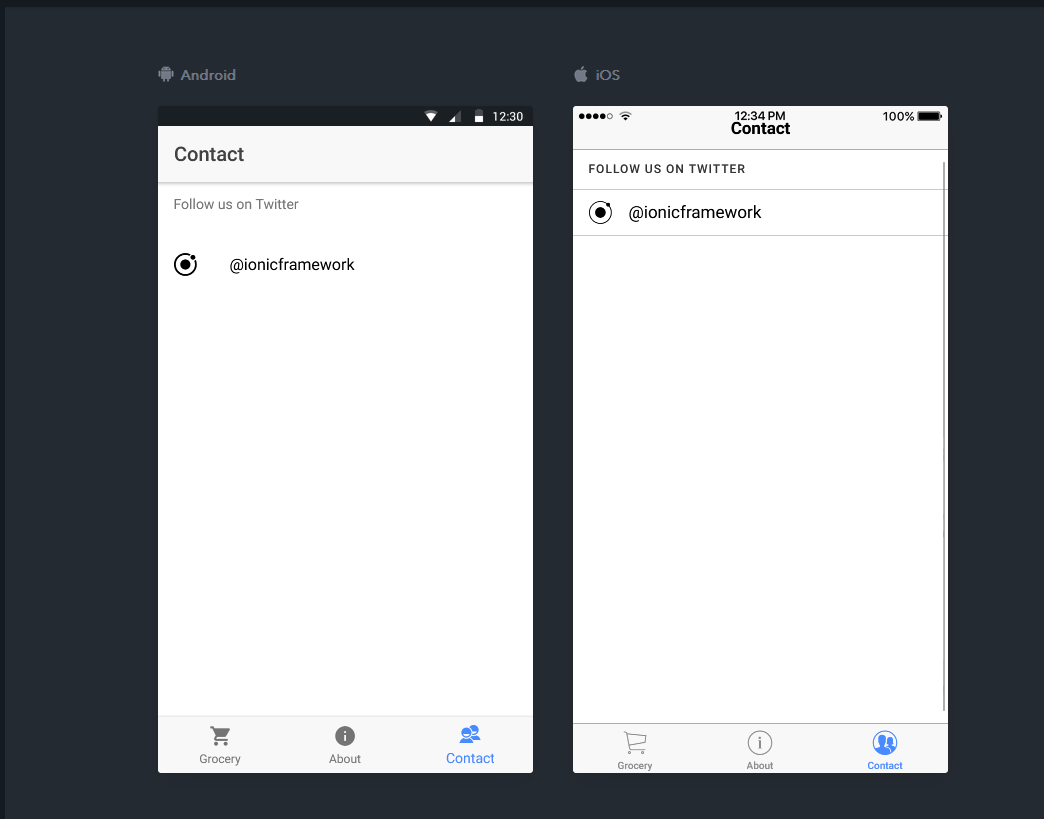 Android
12:30
Contact
Follow us on Twitter
@ionicframework
Grocery
About
Contact
iOS
12:34 PM
100%
Contact
FOLLOW US ON TWITTER
@ionicframework
Grocery
About
Contact